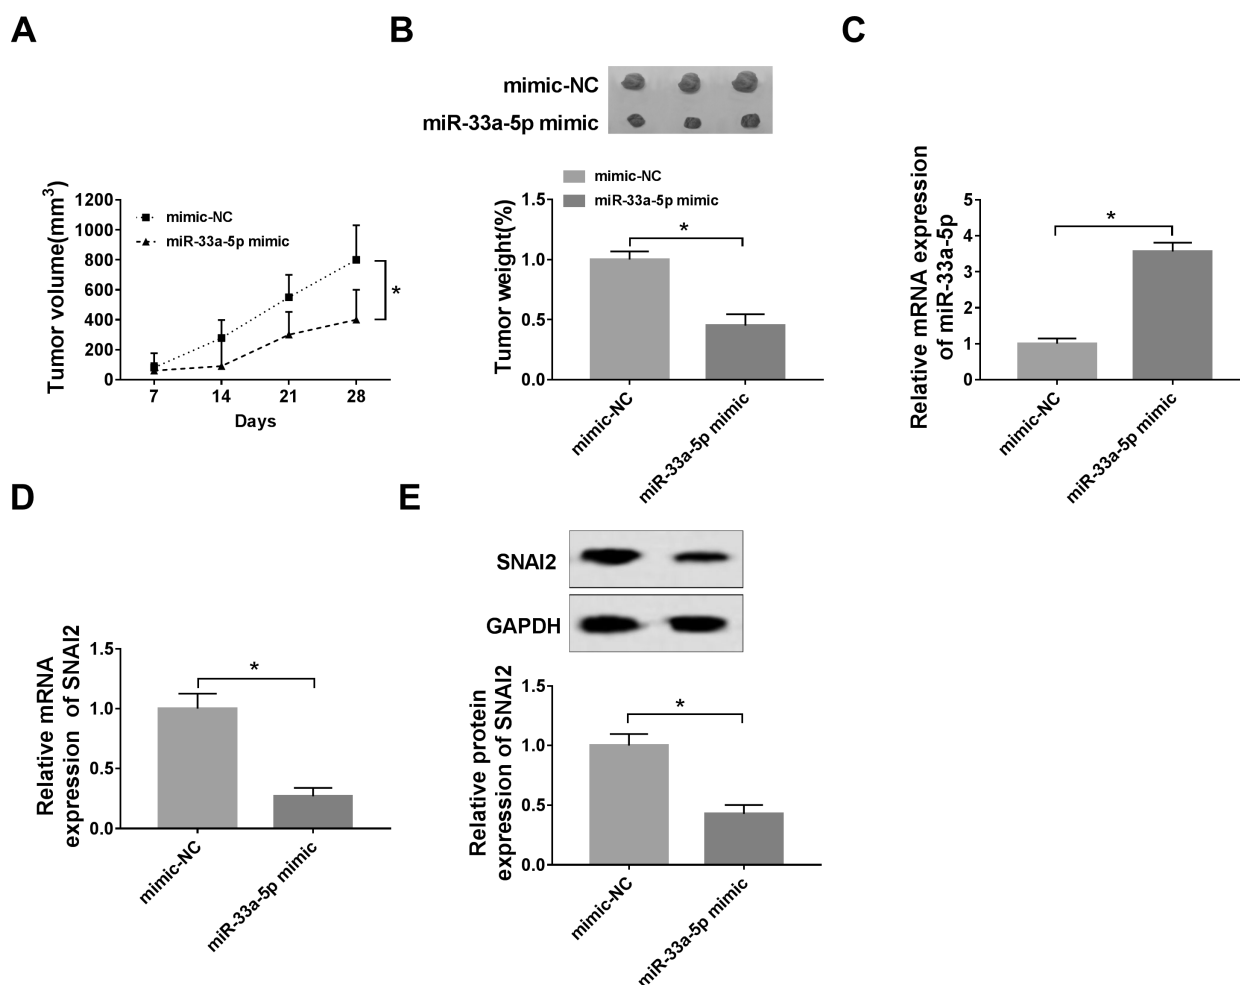 A
B
C
mimic-NC
miR-33a-5p mimic
Tumor volume(mm³)
1200
1000
800
600
400
200
0
mimic-NC
miR-33a-5p mimic
*
7 14 21 28
Days
mimic-NC
miR-33a-5p mimic
Tumor weight(%)
1.5
1.0
0.5
0.0
*
mimic-NC
miR-33a-5p mimic
Relative mRNA expression
of miR-33a-5p
5
4
3
2
1
0
*
mimic-NC
miR-33a-5p mimic
D
E
Relative mRNA
expression of SNAI2
1.5
1.0
0.5
0.0
*
mimic-NC
miR-33a-5p mimic
SNAI2
GAPDH
Relative protein
expression of SNAI2
1.5
1.0
0.5
0.0
*
mimic-NC
miR-33a-5p mimic